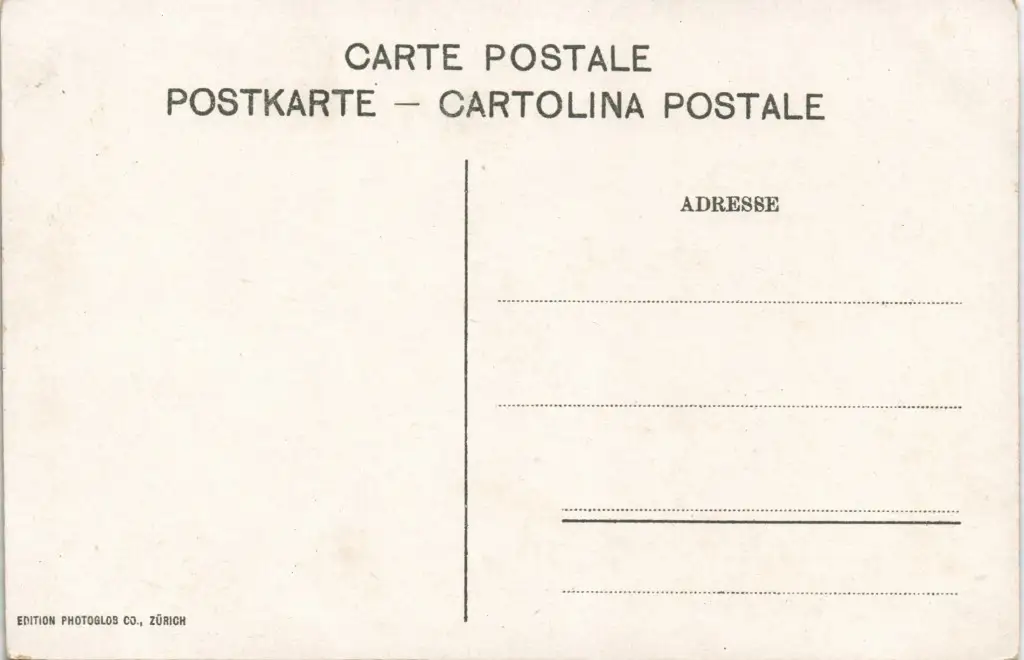 CARTE POSTALE
POSTKARTE — CARTOLINA POSTALE
ADRESSE
EDITION PHOTOGLOB CO., ZÜRICH